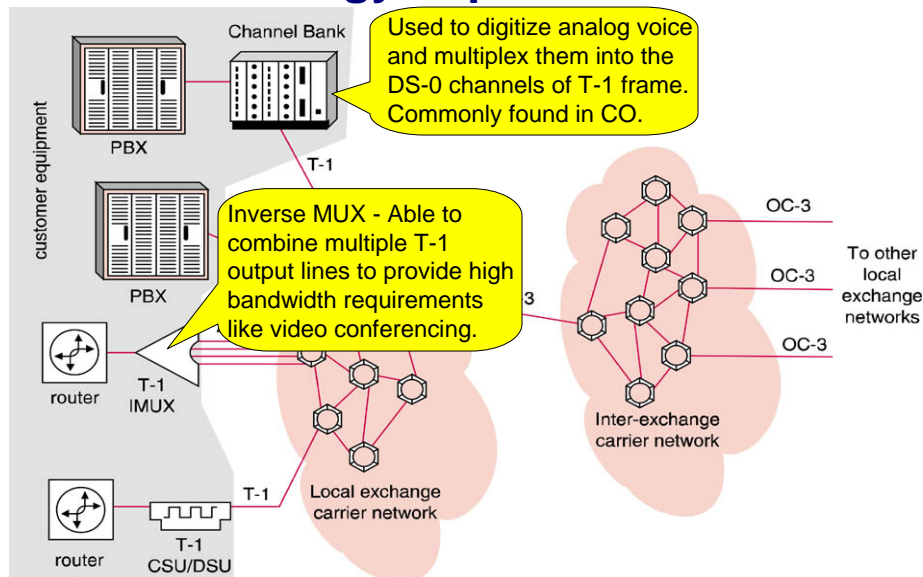 Channel Bank
Used to digitize analog voice
and multiplex them into the
DS-0 channels of T-1 frame.
Commonly found in CO.
customer equipment
PBX
T-1
Inverse MUX - Able to
combine multiple T-1
output lines to provide high
bandwidth requirements
like video conferencing.
PBX
OC-3
To other
local
exchange
networks
OC-3
OC-3
router
T-1
IMUX
Inter-exchange
carrier network
Local exchange
carrier network
T-1
router
T-1
CSU/DSU